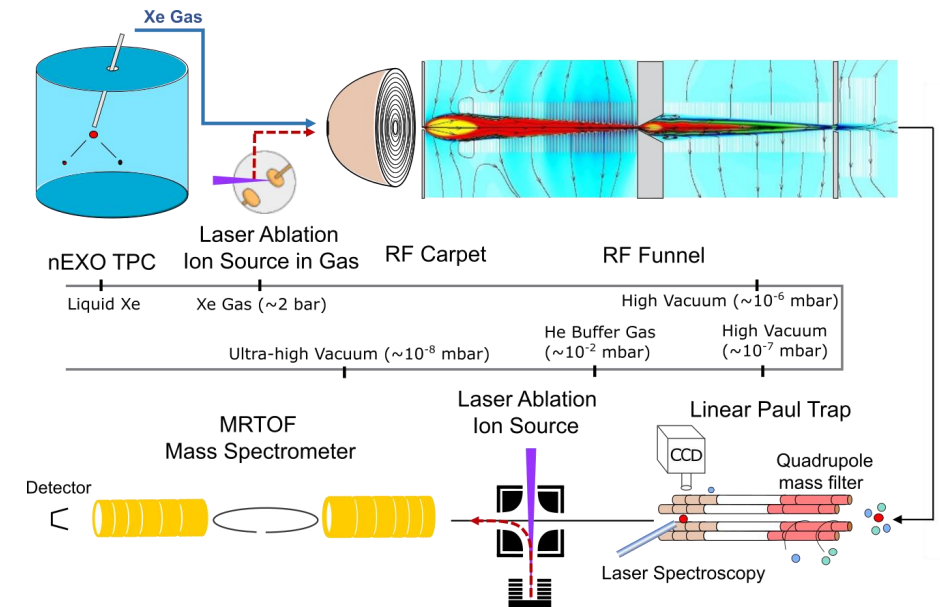 Xe Gas
nEXO TPC
Laser Ablation
Ion Source in Gas
RF Carpet
RF Funnel
Liquid Xe
Xe Gas (~2 bar)
High Vacuum (~10⁻⁶ mbar)
Ultra-high Vacuum (~10⁻⁸ mbar)
He Buffer Gas
(~10⁻² mbar)
High Vacuum
(~10⁻⁷ mbar)
MRTOF
Mass Spectrometer
Laser Ablation
Ion Source
Linear Paul Trap
CCD
Quadrupole
mass filter
Detector
Laser Spectroscopy